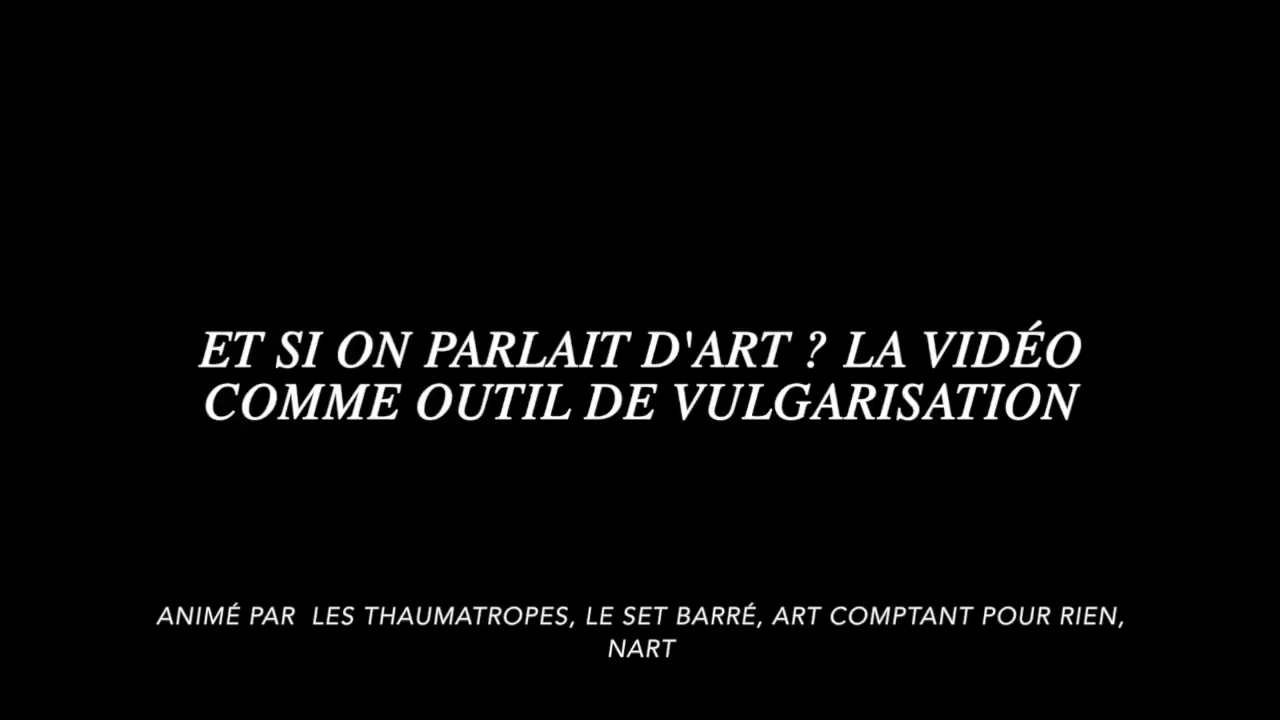 ET SI ON PARLAIT D'ART ? LA VIDÉO
COMME OUTIL DE VULGARISATION
ANIMÉ PAR  LES THAUMATROPES, LE SET BARRÉ, ART COMPTANT POUR RIEN,
NART